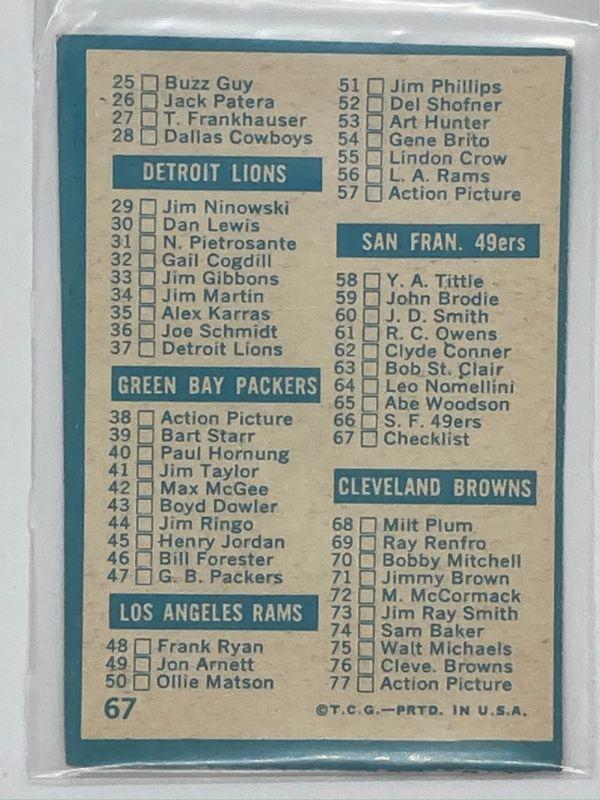 25 Buzz Guy
26 Jack Patera
27 T. Frankhauser
28 Dallas Cowboys
DETROIT LIONS
29 Jim Ninowski
30 Dan Lewis
31 N. Pietrosante
32 Gail Cogdill
33 Jim Gibbons
34 Jim Martin
35 Alex Karras
36 Joe Schmidt
37 Detroit Lions
GREEN BAY PACKERS
38 Action Picture
39 Bart Starr
40 Paul Hornung
41 Jim Taylor
42 Max McGee
43 Boyd Dowler
44 Jim Ringo
45 Henry Jordan
46 Bill Forester
47 G. B. Packers
LOS ANGELES RAMS
48 Frank Ryan
49 Jon Arnett
50 Ollie Matson
67
51 Jim Phillips
52 Del Shofner
53 Art Hunter
54 Gene Brito
55 Lindon Crow
56 L. A. Rams
57 Action Picture
SAN FRAN. 49ers
58 Y. A. Tittle
59 John Brodie
60 J. D. Smith
61 R. C. Owens
62 Clyde Conner
63 Bob St. Clair
64 Leo Nomellini
65 Abe Woodson
66 S. F. 49ers
67 Checklist
CLEVELAND BROWNS
68 Milt Plum
69 Ray Renfro
70 Bobby Mitchell
71 Jimmy Brown
72 M. McCormack
73 Jim Ray Smith
74 Sam Baker
75 Walt Michaels
76 Cleve. Browns
77 Action Picture
©T.C.G.—PRTD. IN U.S.A.